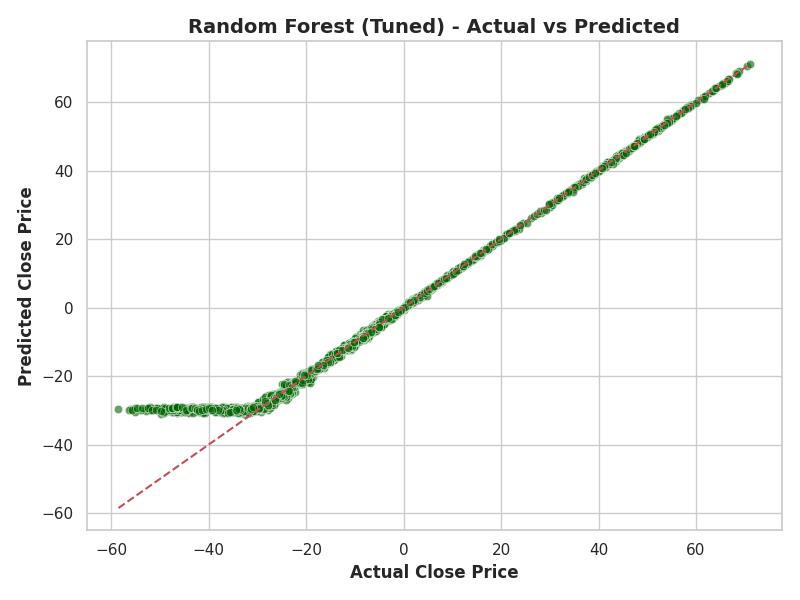 Random Forest (Tuned) - Actual vs Predicted
Predicted Close Price
60
40
20
0
−20
−40
−60
−60 −40 −20 0 20 40 60
Actual Close Price